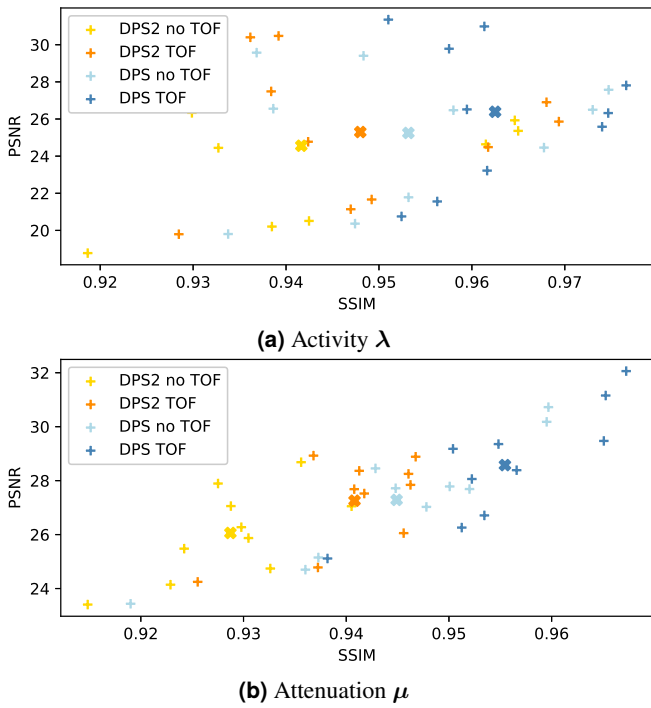 DPS2 no TOF
DPS2 TOF
DPS no TOF
DPS TOF
30
28
26
24
22
20
PSNR
0.92 0.93 0.94 0.95 0.96 0.97
SSIM
(a) Activity λ
DPS2 no TOF
DPS2 TOF
DPS no TOF
DPS TOF
32
30
28
26
24
PSNR
0.92 0.93 0.94 0.95 0.96
SSIM
(b) Attenuation μ